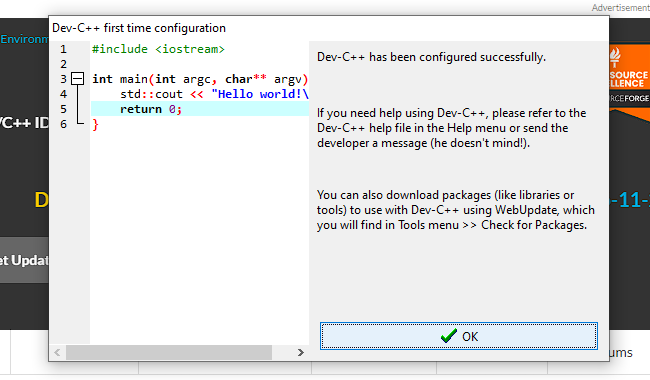 Advertisement
Environm
Dev-C++ first time configuration
1 #include <iostream>
2
3 int main(int argc, char** argv)
4 std::cout << "Hello world!\
5 return 0;
6 }
Dev-C++ has been configured successfully.
If you need help using Dev-C++, please refer to the
Dev-C++ help file in the Help menu or send the
developer a message (he doesn't mind!).
You can also download packages (like libraries or
tools) to use with Dev-C++ using WebUpdate, which
you will find in Tools menu >> Check for Packages.
OK
SOURCE
LLENCE
RCEFORGE
/C++ ID
D
-11-
et Updat
ums